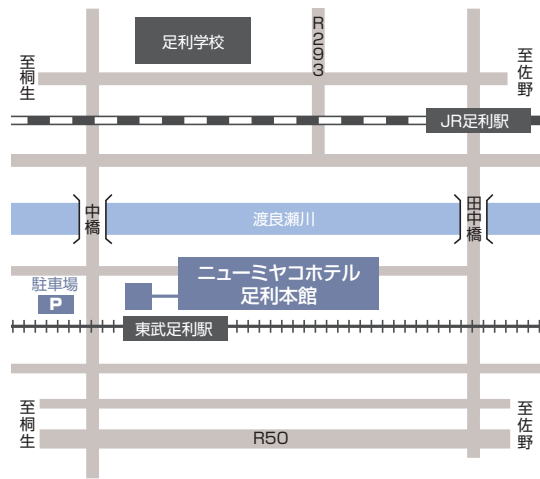 足利学校
R293
至桐生
至佐野
JR足利駅
中橋
渡良瀬川
田中橋
ニューミヤコホテル
足利本館
駐車場
P
東武足利駅
至桐生
至佐野
R50